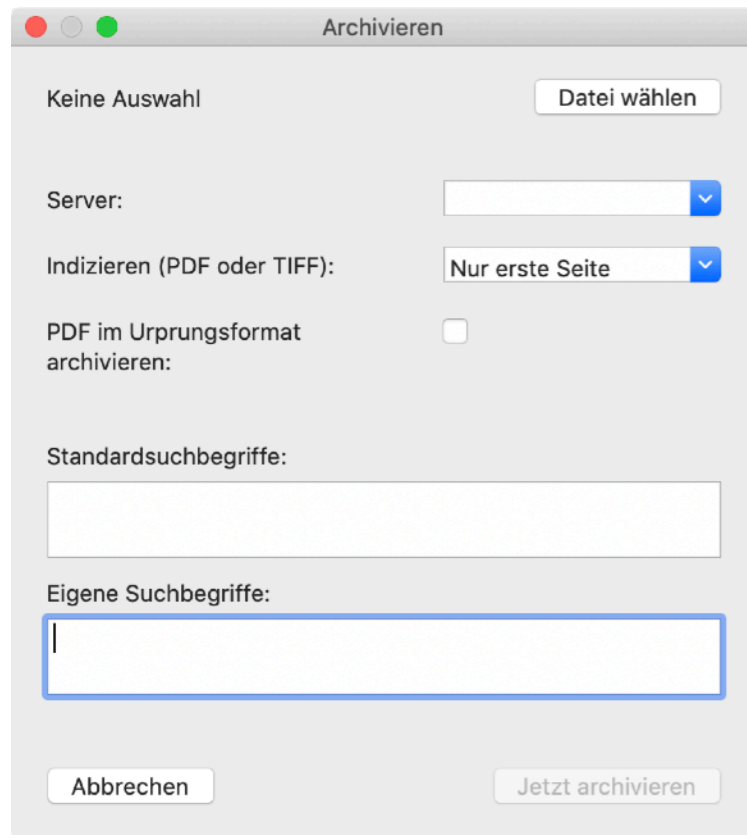 Archivieren
Keine Auswahl
Datei wählen
Server:
Indizieren (PDF oder TIFF):
Nur erste Seite
PDF im Urprungsformat
archivieren:
Standardsuchbegriffe:
Eigene Suchbegriffe:
Abbrechen
Jetzt archivieren